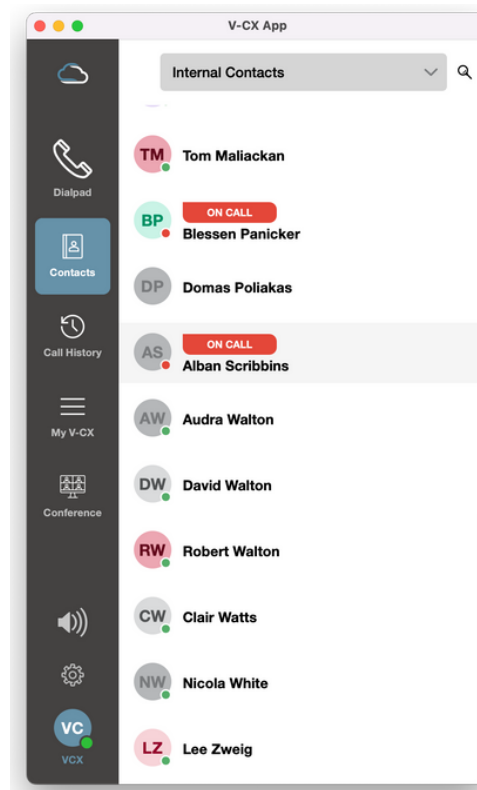 V-CX App
Internal Contacts
Dialpad
Contacts
Call History
My V-CX
Conference
VC
VCX
TM Tom Maliackan
ON CALL
BP Blessen Panicker
DP Domas Poliakas
ON CALL
AS Alban Scribbins
AW Audra Walton
DW David Walton
RW Robert Walton
CW Clair Watts
NW Nicola White
LZ Lee Zweig